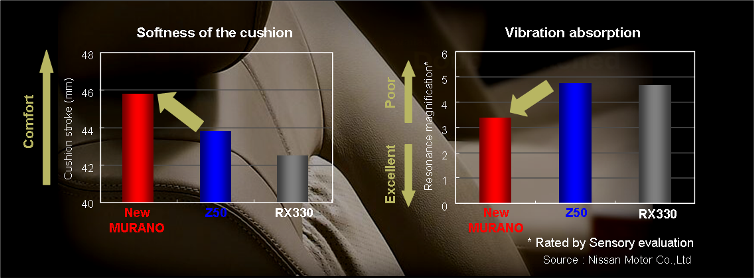 Softness of the cushion
Comfort
Cushion stroke (mm)
48
46
44
42
40
New
MURANO
Z50
RX330
Vibration absorption
Poor
Excellent
Resonance magnification*
6
5
4
3
2
1
0
New
MURANO
Z50
RX330
* Rated by Sensory evaluation
Source : Nissan Motor Co.,Ltd